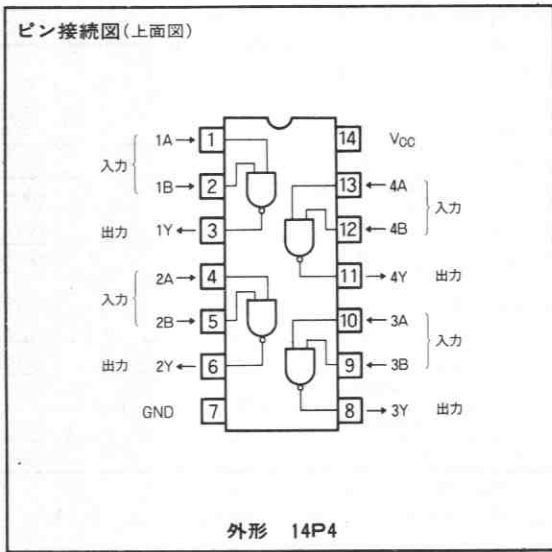 ピン接続図(上面図)
1A→ 1
入力
1B→ 2
出力 1Y← 3
2A→ 4
入力
2B→ 5
出力 2Y← 6
GND 7
14 VCC
13 ←4A
入力
12 ←4B
11 →4Y 出力
10 ←3A
入力
9 ←3B
8 →3Y 出力
外形 14P4